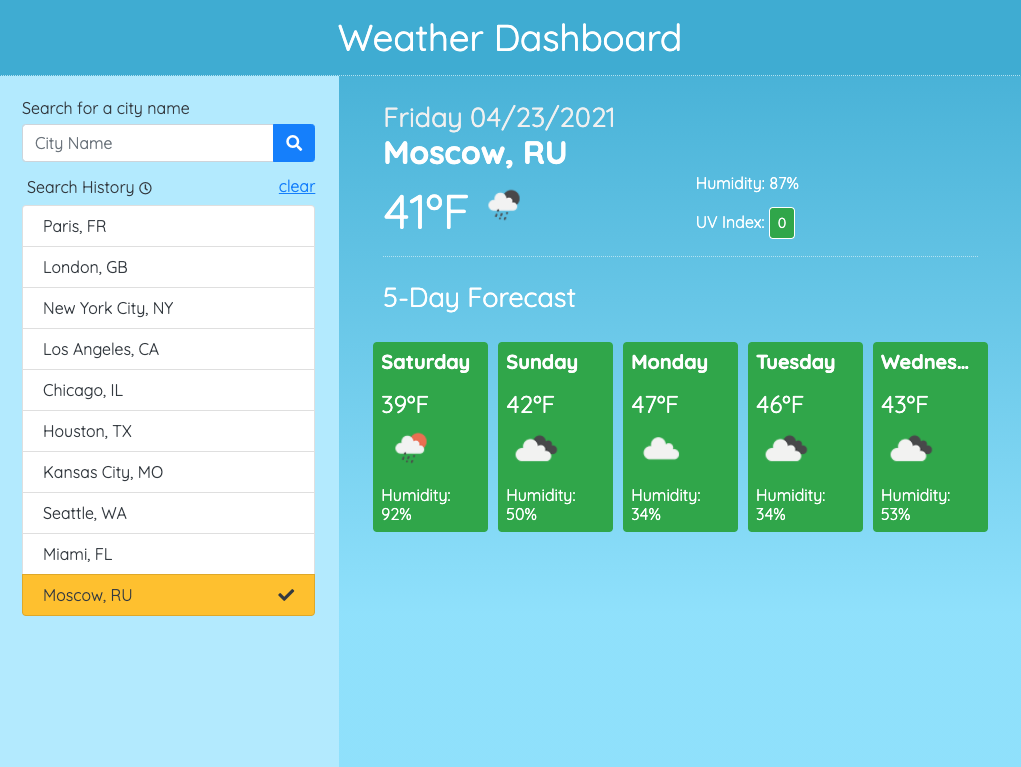 Weather Dashboard
Search for a city name
City Name
Search History
clear
Paris, FR
London, GB
New York City, NY
Los Angeles, CA
Chicago, IL
Houston, TX
Kansas City, MO
Seattle, WA
Miami, FL
Moscow, RU
Friday 04/23/2021
Moscow, RU
41°F
Humidity: 87%
UV Index: 0
5-Day Forecast
Saturday
39°F
Humidity:
92%
Sunday
42°F
Humidity:
50%
Monday
47°F
Humidity:
34%
Tuesday
46°F
Humidity:
34%
Wednes...
43°F
Humidity:
53%